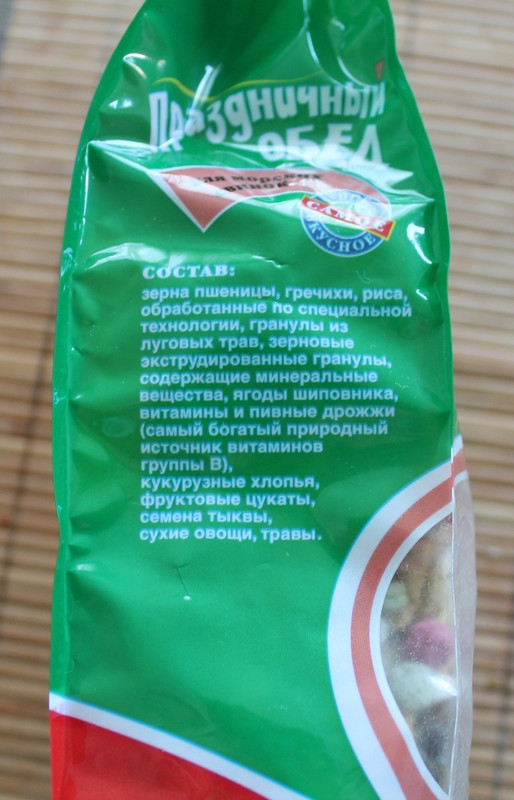 Праздничный
обед
для морских
свинок
САМОЕ
ВКУСНОЕ
СОСТАВ:
зерна пшеницы, гречихи, риса,
обработанные по специальной
технологии, гранулы из
луговых трав, зерновые
экструдированные гранулы,
содержащие минеральные
вещества, ягоды шиповника,
витамины и пивные дрожжи
(самый богатый природный
источник витаминов
группы В),
кукурузные хлопья,
фруктовые цукаты,
семена тыквы,
сухие овощи, травы.